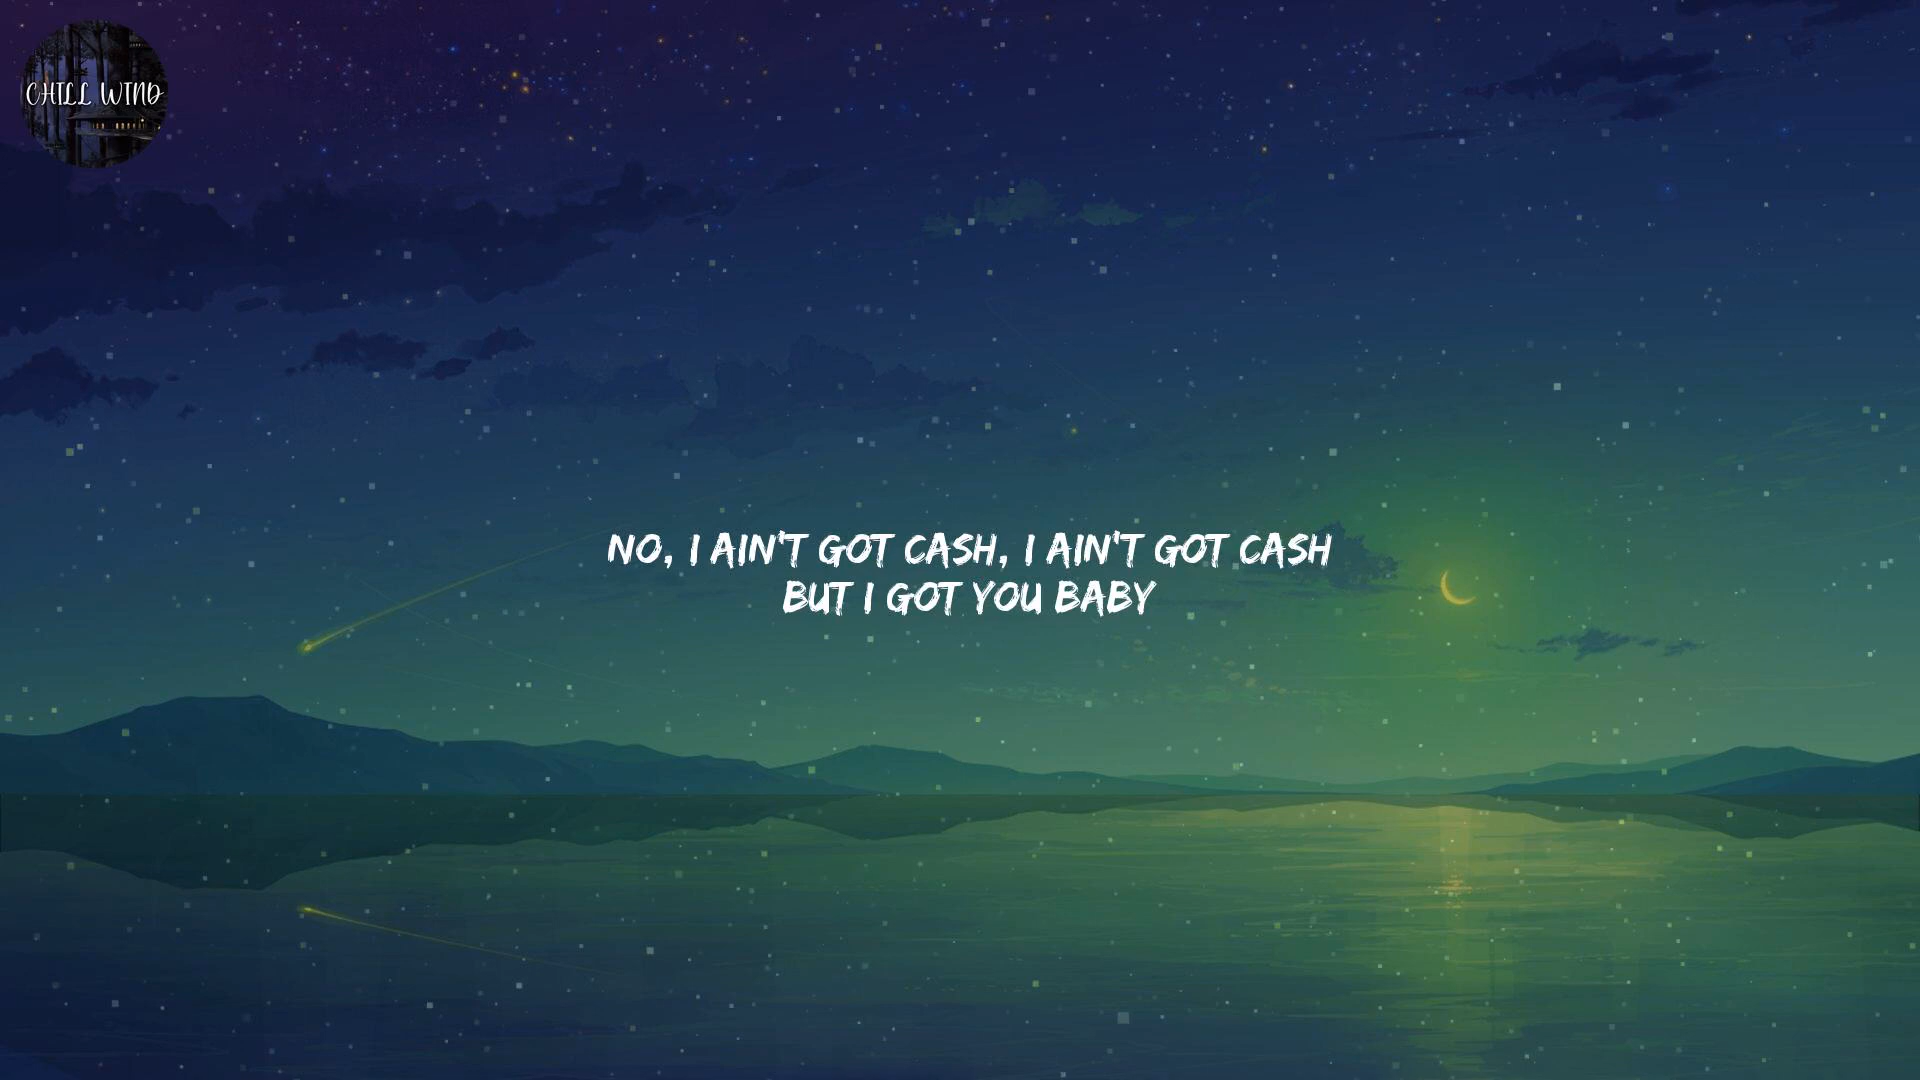 CHILL WIND
NO, I AIN'T GOT CASH, I AIN'T GOT CASH
BUT I GOT YOU BABY